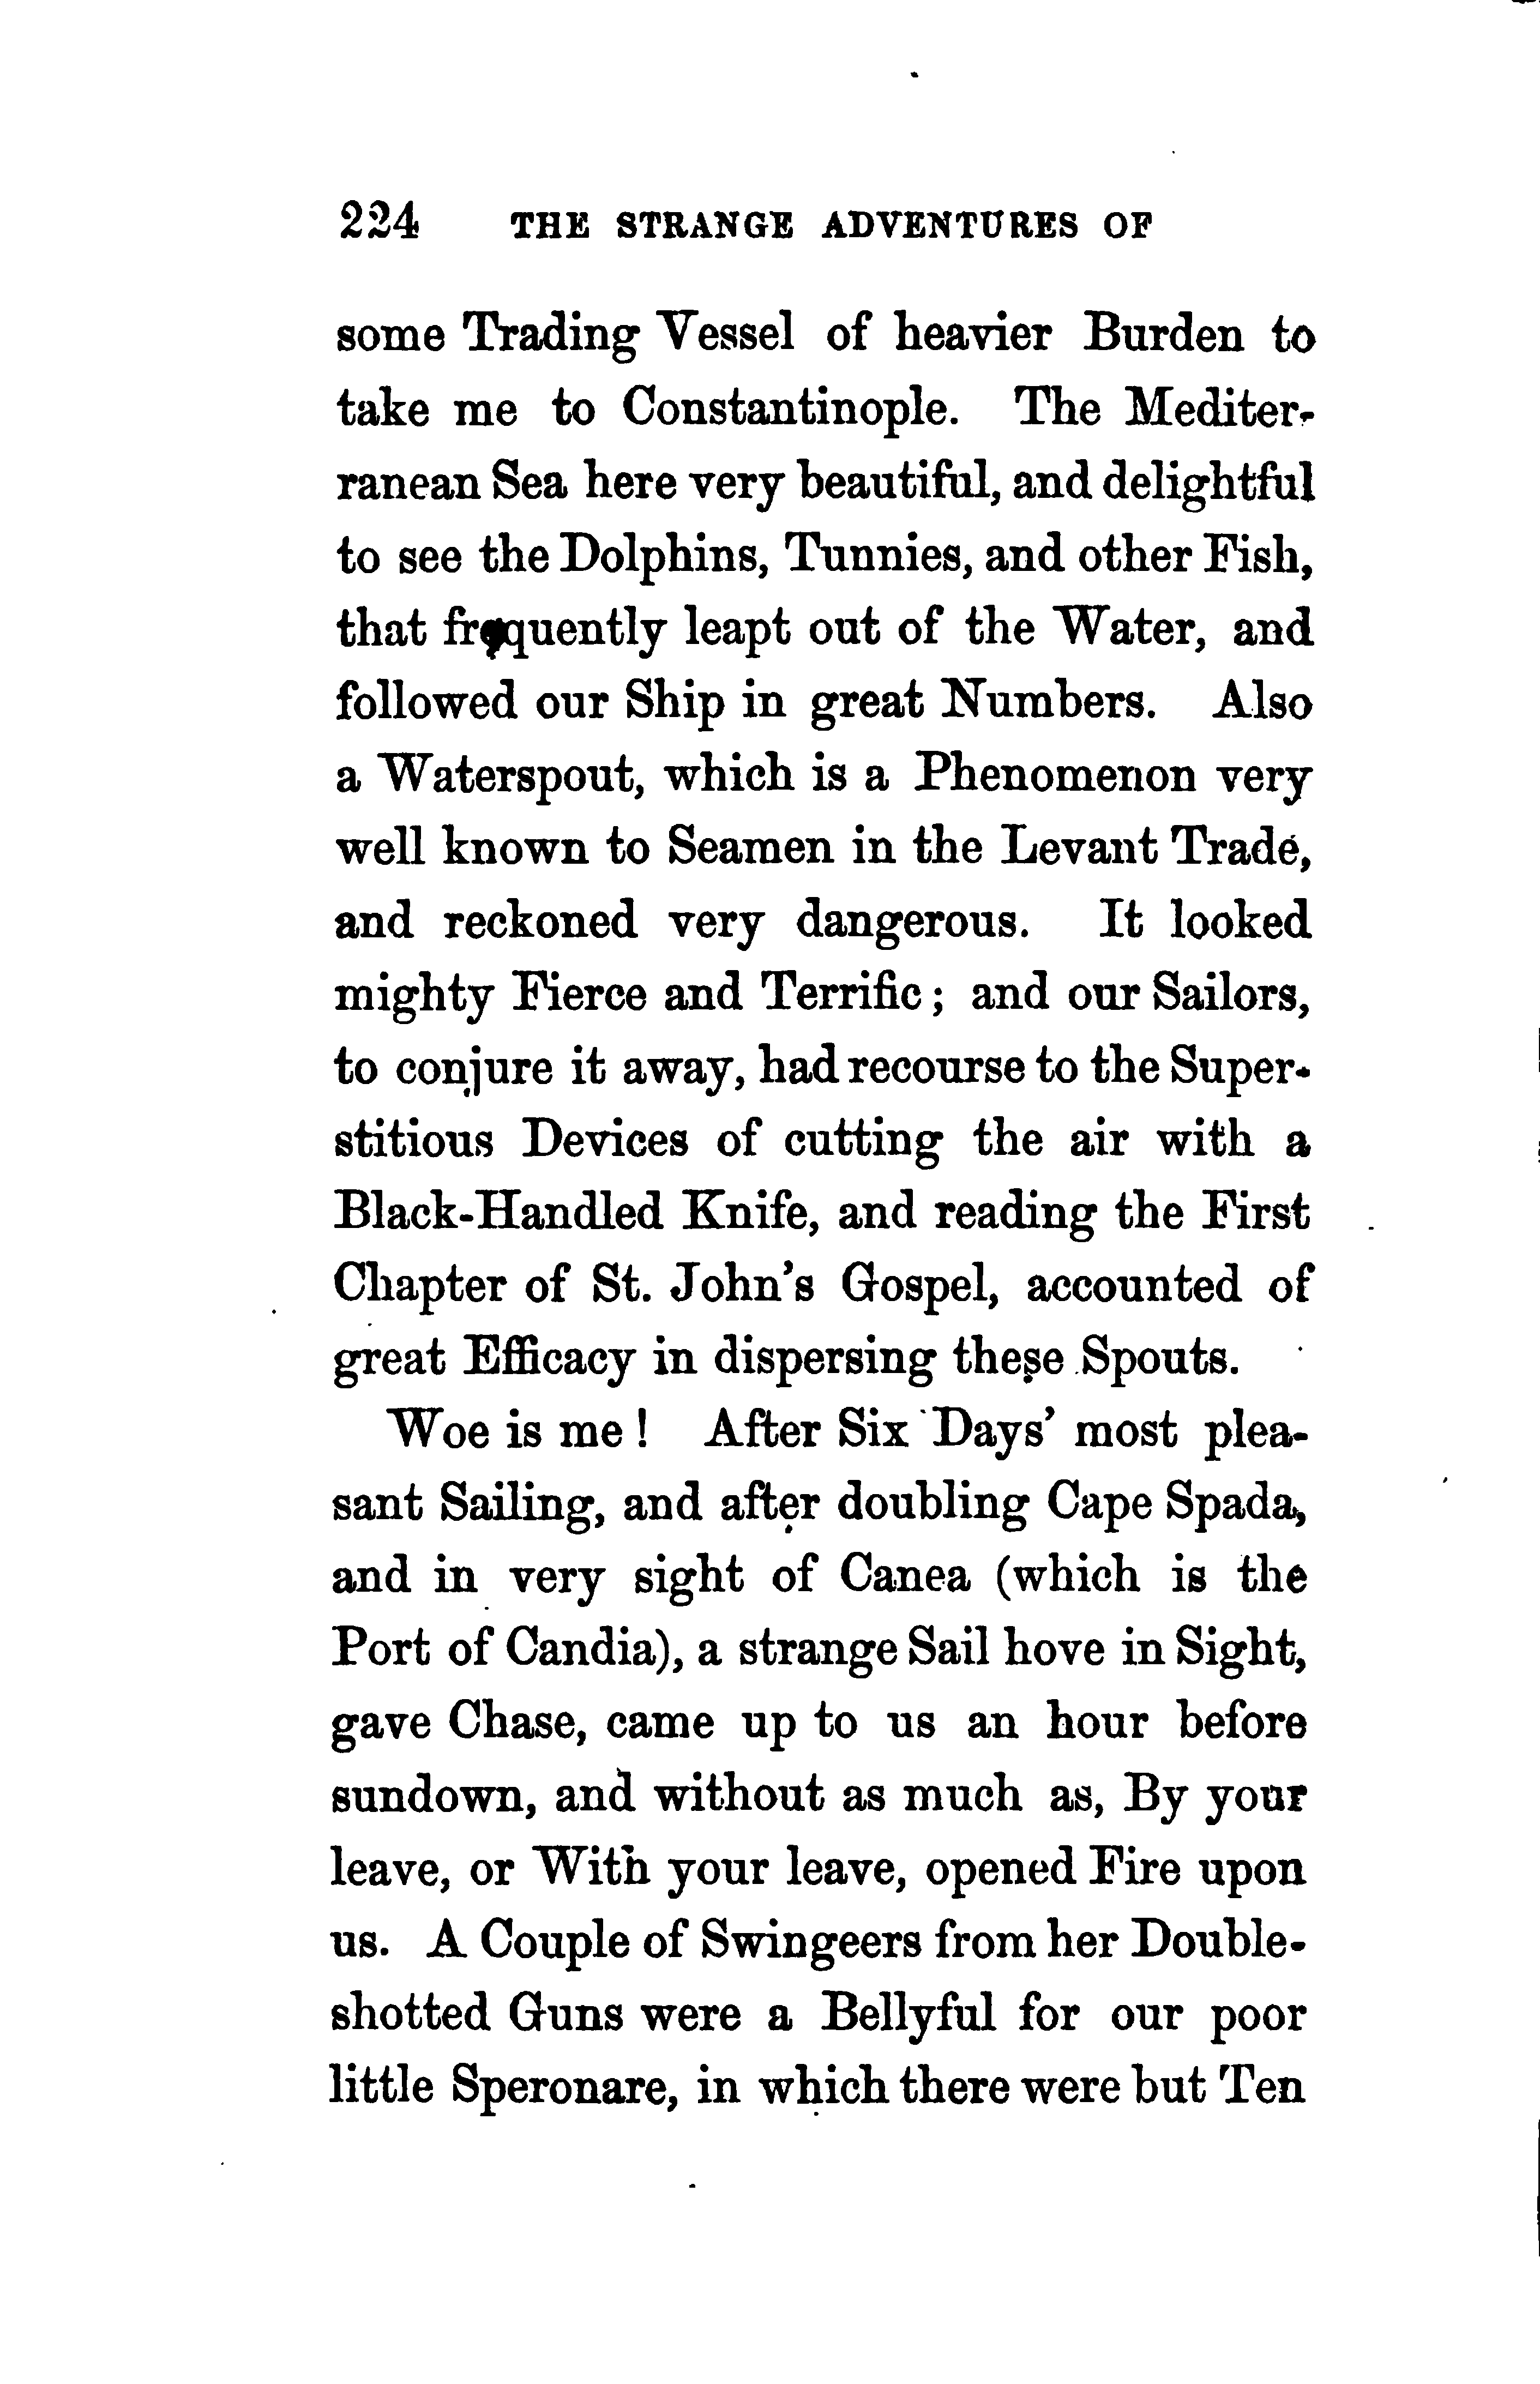 224 THE STRANGE ADVENTURES OF
some Trading Vessel of heavier Burden to
take me to Constantinople. The Mediter-
ranean Sea here very beautiful, and delightful
to see the Dolphins, Tunnies, and other Fish,
that frequently leapt out of the Water, and
followed our Ship in great Numbers. Also
a Waterspout, which is a Phenomenon very
well known to Seamen in the Levant Trade,
and reckoned very dangerous. It looked
mighty Fierce and Terrific; and our Sailors,
to conjure it away, had recourse to the Super-
stitious Devices of cutting the air with a
Black-Handled Knife, and reading the First
Chapter of St. John's Gospel, accounted of
great Efficacy in dispersing these Spouts.
Woe is me! After Six Days' most plea-
sant Sailing, and after doubling Cape Spada,
and in very sight of Canea (which is the
Port of Candia), a strange Sail hove in Sight,
gave Chase, came up to us an hour before
sundown, and without as much as, By your
leave, or With your leave, opened Fire upon
us. A Couple of Swingeers from her Double-
shotted Guns were a Bellyful for our poor
little Speronare, in which there were but Ten